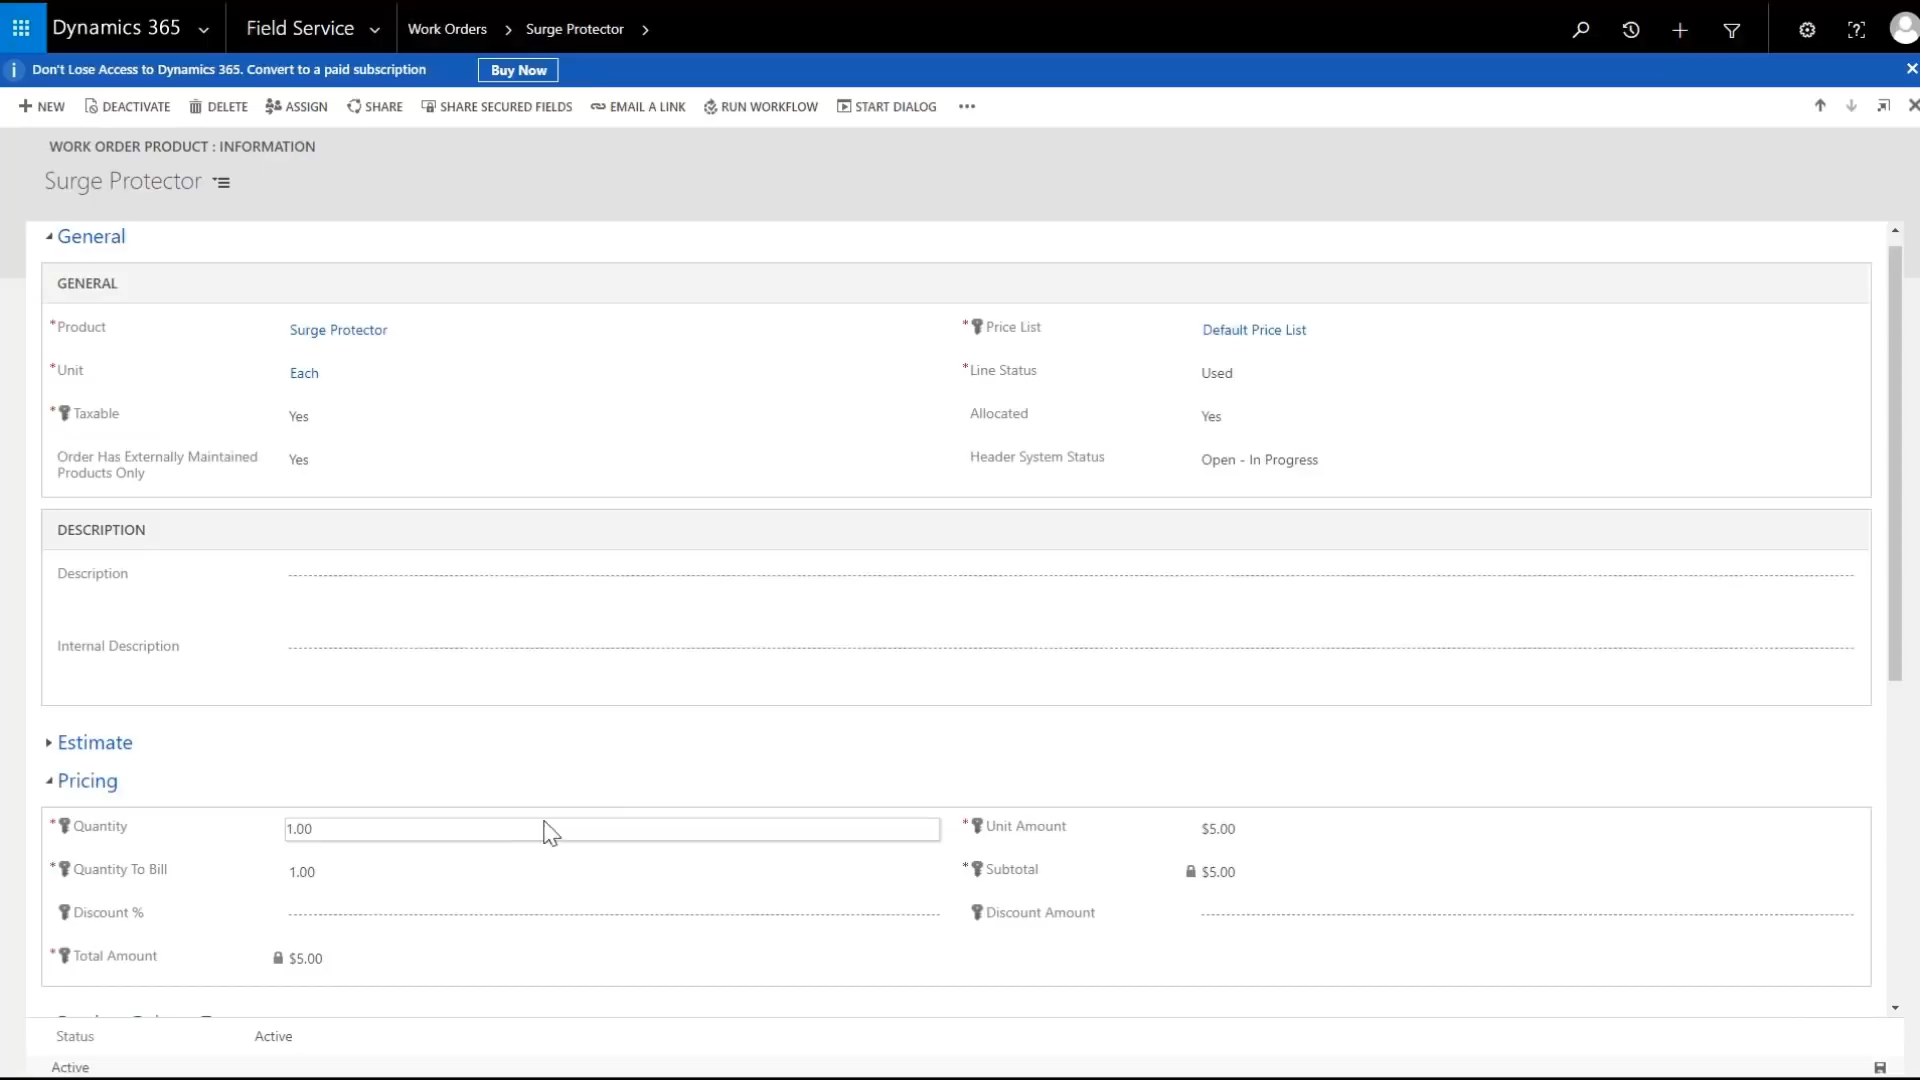 Dynamics 365 Field Service Work Orders > Surge Protector >
Don't Lose Access to Dynamics 365. Convert to a paid subscription Buy Now
NEW DEACTIVATE DELETE ASSIGN SHARE SHARE SECURED FIELDS EMAIL A LINK RUN WORKFLOW START DIALOG
WORK ORDER PRODUCT : INFORMATION
Surge Protector
General
GENERAL
*Product Surge Protector *Price List Default Price List
*Unit Each *Line Status Used
*Taxable Yes Allocated Yes
Order Has Externally Maintained Yes Header System Status Open - In Progress
Products Only
DESCRIPTION
Description
Internal Description
Estimate
Pricing
*Quantity 1.00 *Unit Amount $5.00
*Quantity To Bill 1.00 *Subtotal $5.00
Discount % Discount Amount
*Total Amount $5.00
Status Active
Active